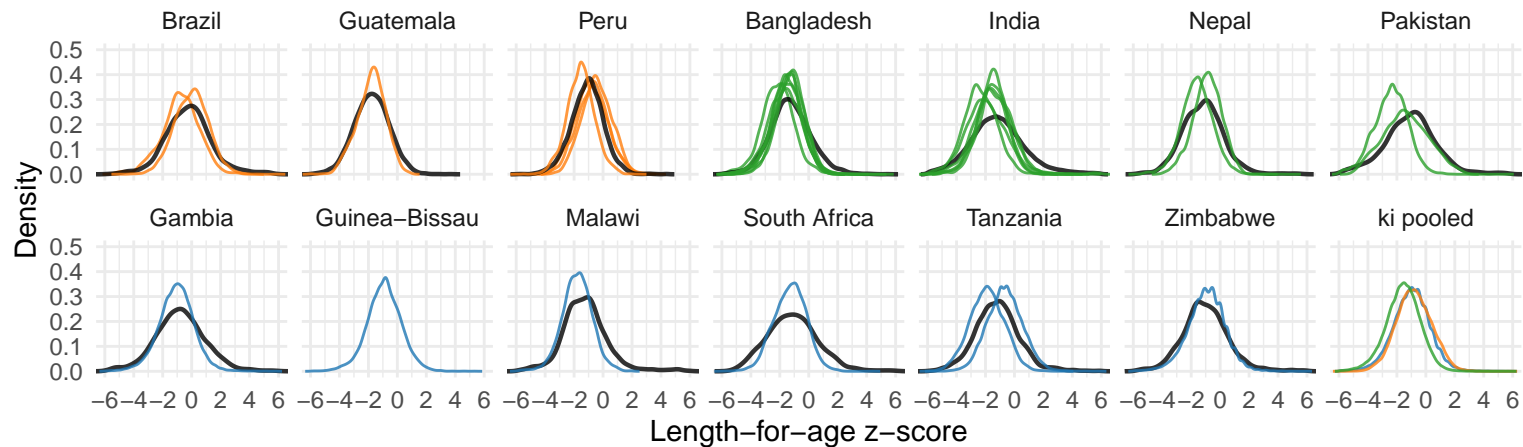 Brazil Guatemala Peru Bangladesh India Nepal Pakistan
0.5
0.4
0.3
0.2
0.1
0.0
Gambia Guinea−Bissau Malawi South Africa Tanzania Zimbabwe ki pooled
0.5
0.4
0.3
0.2
0.1
0.0
−6 −4 −2 0 2 4 6 −6 −4 −2 0 2 4 6 −6 −4 −2 0 2 4 6 −6 −4 −2 0 2 4 6 −6 −4 −2 0 2 4 6 −6 −4 −2 0 2 4 6 −6 −4 −2 0 2 4 6
Density
Length−for−age z−score